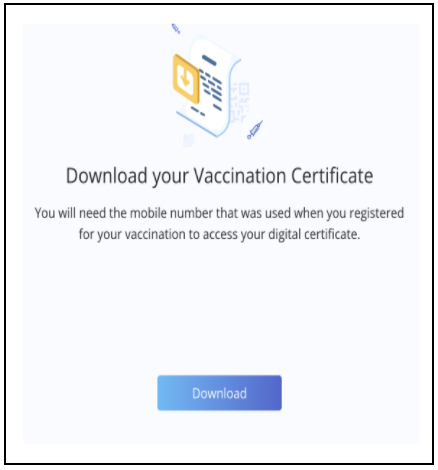 Download your Vaccination Certificate
You will need the mobile number that was used when you registered
for your vaccination to access your digital certificate.
Download